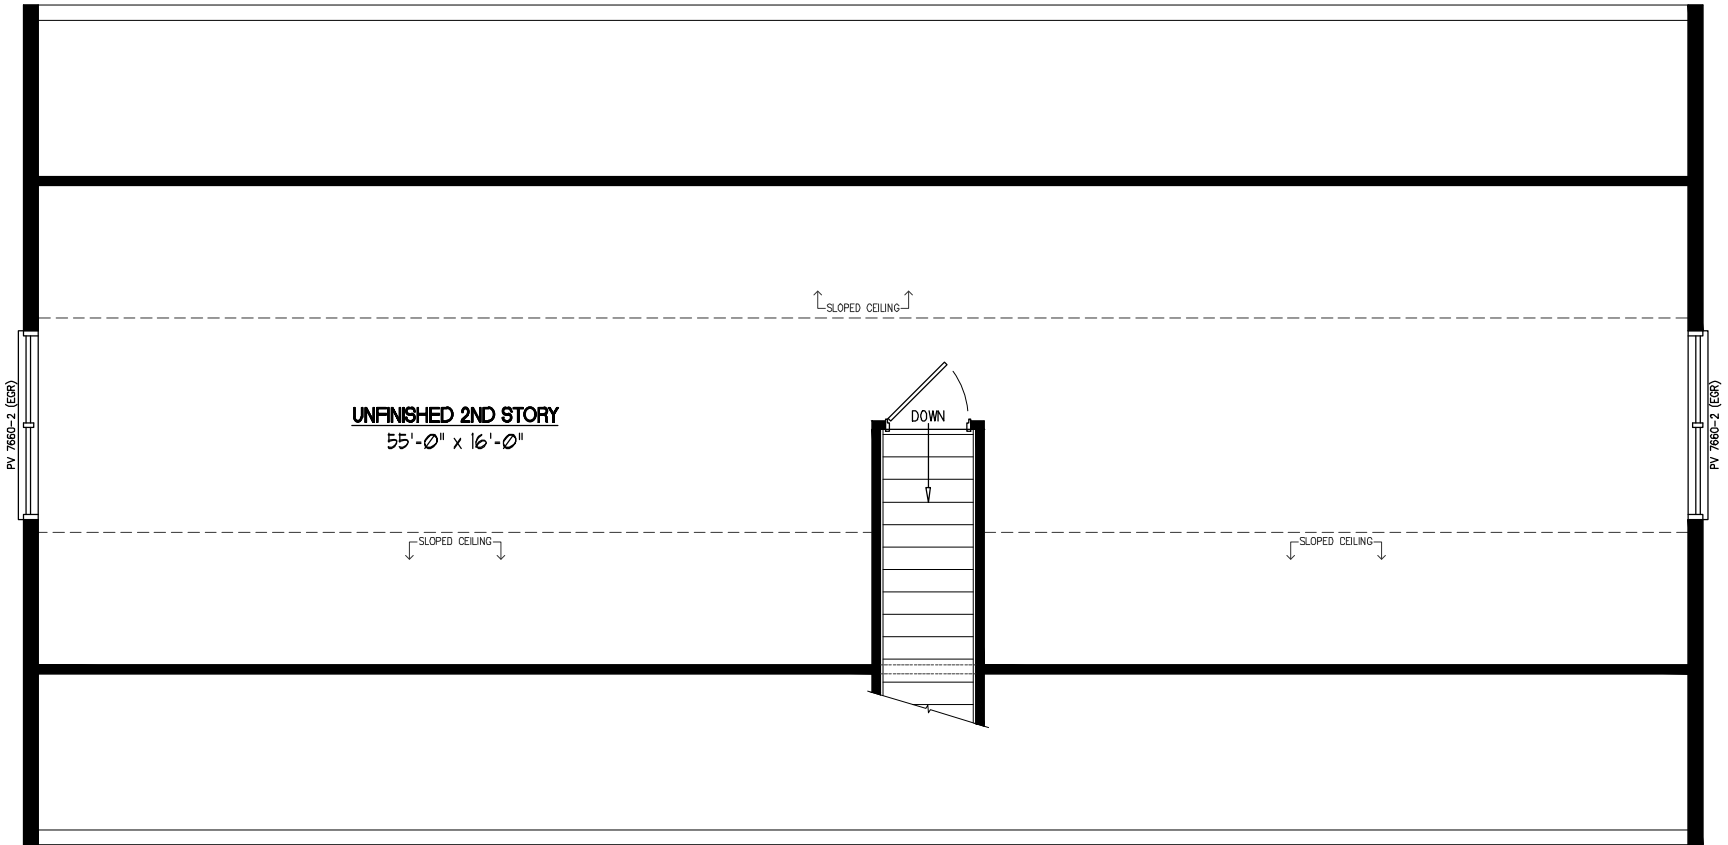 SLOPED CEILING
PV 7660-2 (EGR)
UNFINISHED 2ND STORY
55'-0" x 16'-0"
DOWN
PV 7660-2 (EGR)
SLOPED CEILING
SLOPED CEILING